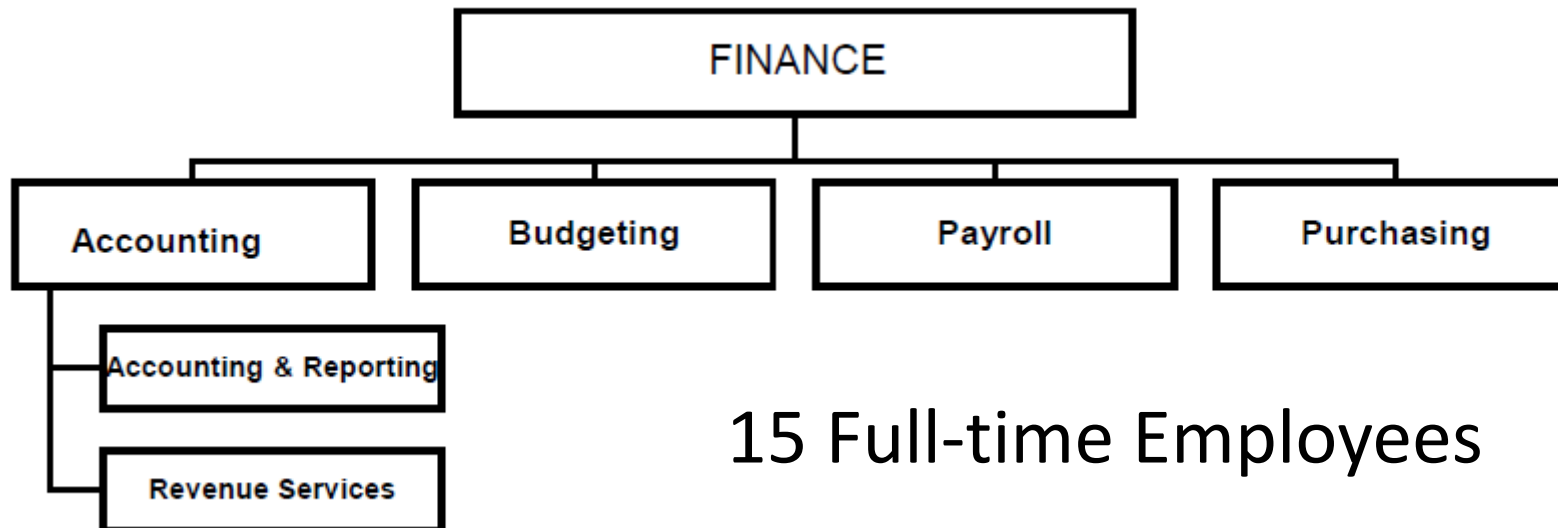 FINANCE
Accounting
Budgeting
Payroll
Purchasing
Accounting & Reporting
Revenue Services
15 Full-time Employees